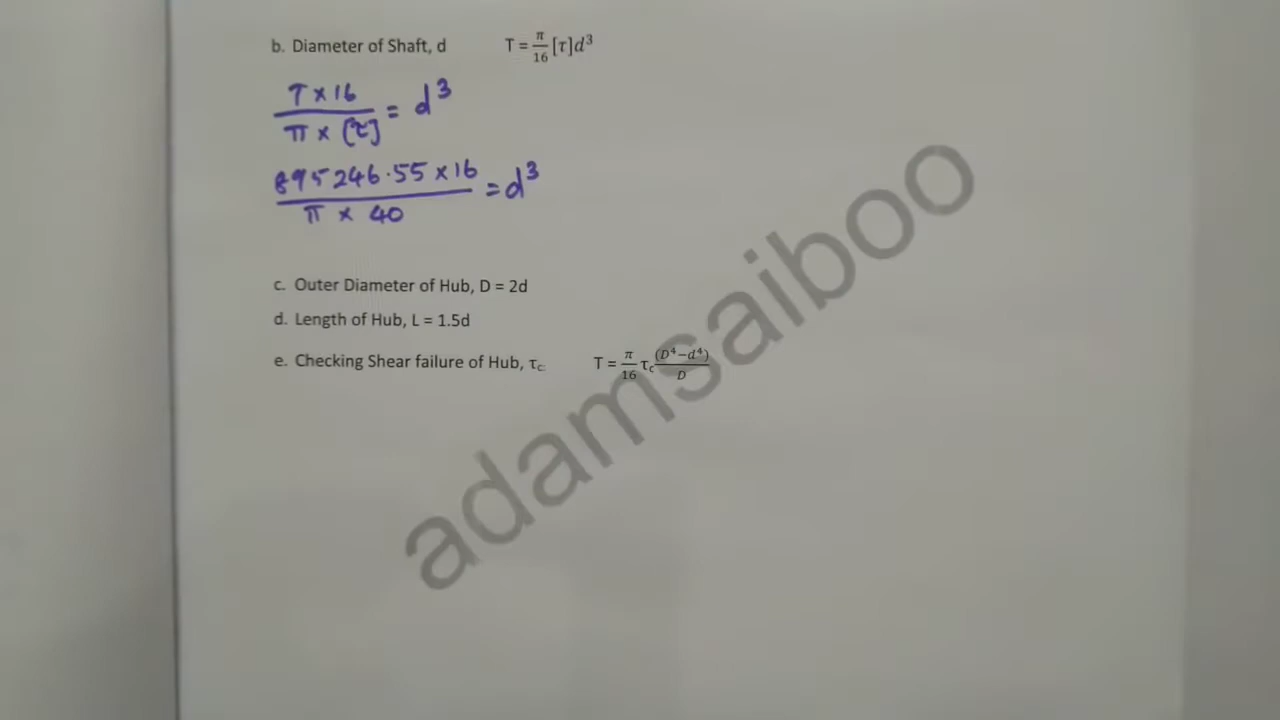 b. Diameter of Shaft, d T = π/16 [τ]d³
T × 16 / π × [τ] = d³
895246.55 × 16 / π × 40 = d³
c. Outer Diameter of Hub, D = 2d
d. Length of Hub, L = 1.5d
e. Checking Shear failure of Hub, τc: T = π/16 τc (D⁴−d⁴)/D
adamsaiboo